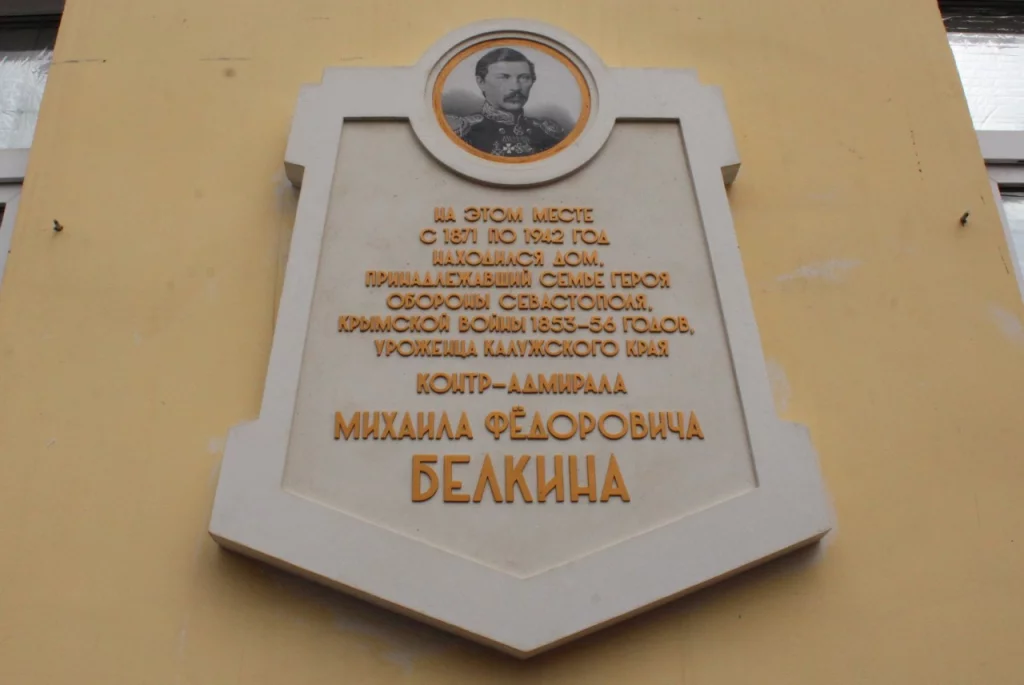 НА ЭТОМ МЕСТЕ
С 1871 ПО 1942 ГОД
НАХОДИЛСЯ ДОМ,
ПРИНАДЛЕЖАВШИЙ СЕМЬЕ ГЕРОЯ
ОБОРОНЫ СЕВАСТОПОЛЯ,
КРЫМСКОЙ ВОЙНЫ 1853-56 ГОДОВ,
УРОЖЕНЦА КАЛУЖСКОГО КРАЯ
КОНТР-АДМИРАЛА
МИХАИЛА ФЁДОРОВИЧА
БЕЛКИНА